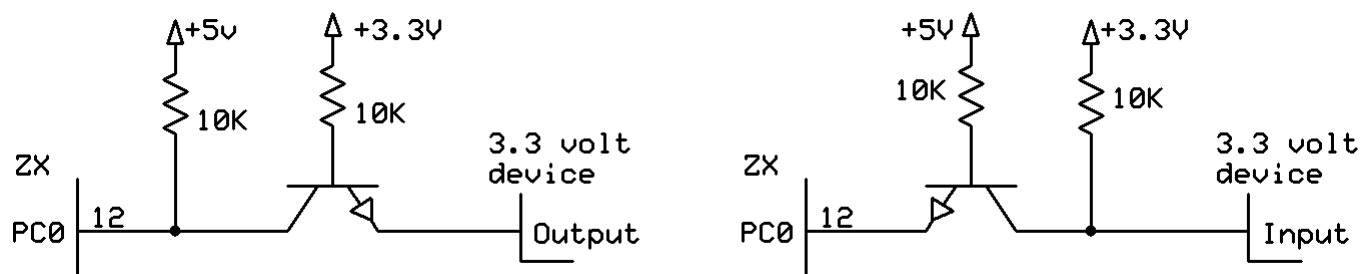 +5v
+3.3V
10K
10K
3.3 volt
device
ZX
12
PC0
Output
+5V
+3.3V
10K
10K
3.3 volt
device
ZX
12
PC0
Input